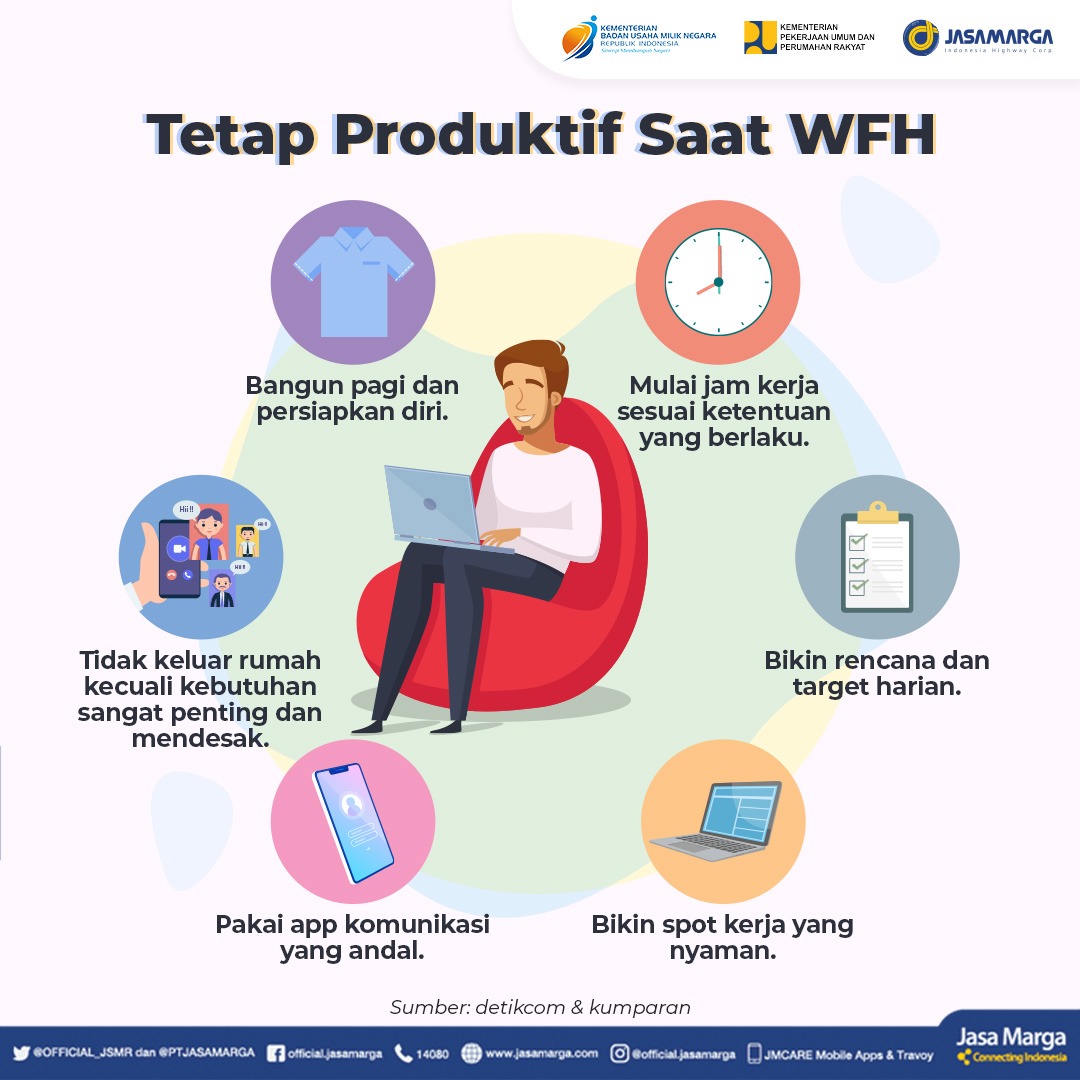 KEMENTERIAN
BADAN USAHA MILIK NEGARA
REPUBLIK INDONESIA
Sinergi Membangun Negeri
KEMENTERIAN
PEKERJAAN UMUM DAN
PERUMAHAN RAKYAT
JASAMARGA
Indonesia Highway Corp
Tetap Produktif Saat WFH
Bangun pagi dan
persiapkan diri.
Mulai jam kerja
sesuai ketentuan
yang berlaku.
Hii !!
Hii !!
Hii !!
Tidak keluar rumah
kecuali kebutuhan
sangat penting dan
mendesak.
Bikin rencana dan
target harian.
Pakai app komunikasi
yang andal.
Bikin spot kerja yang
nyaman.
Sumber: detikcom & kumparan
@OFFICIAL_JSMR dan @PTJASAMARGA
official.jasamarga
14080
www.jasamarga.com
@official.jasamarga
JMCARE Mobile Apps & Travoy
Jasa Marga
Connecting Indonesia